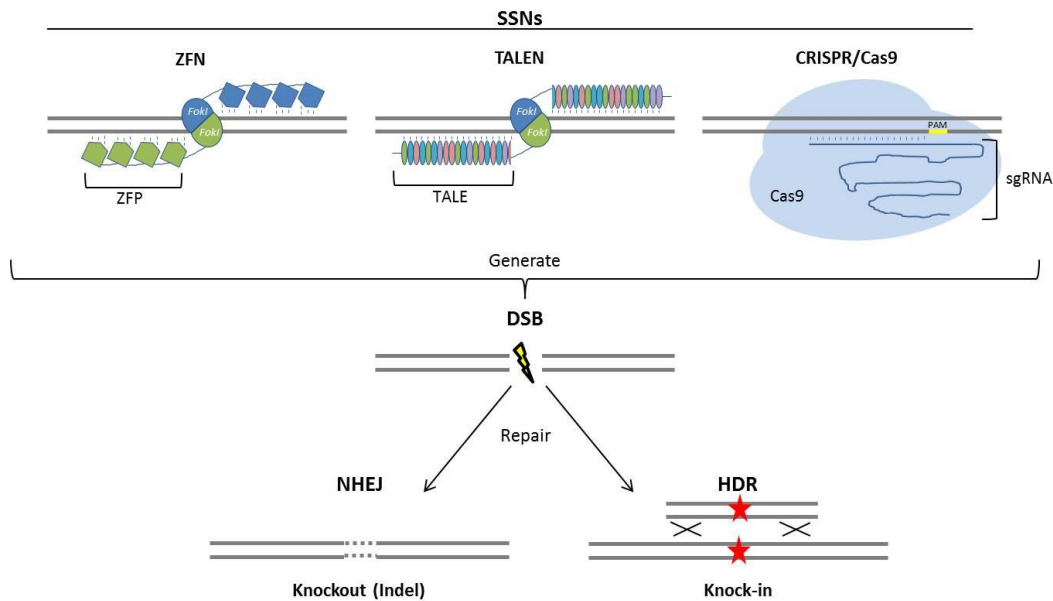 SSNs
ZFN
TALEN
CRISPR/Cas9
FokI
FokI
FokI
FokI
PAM
ZFP
TALE
Cas9
sgRNA
Generate
DSB
Repair
NHEJ
HDR
Knockout (Indel)
Knock-in